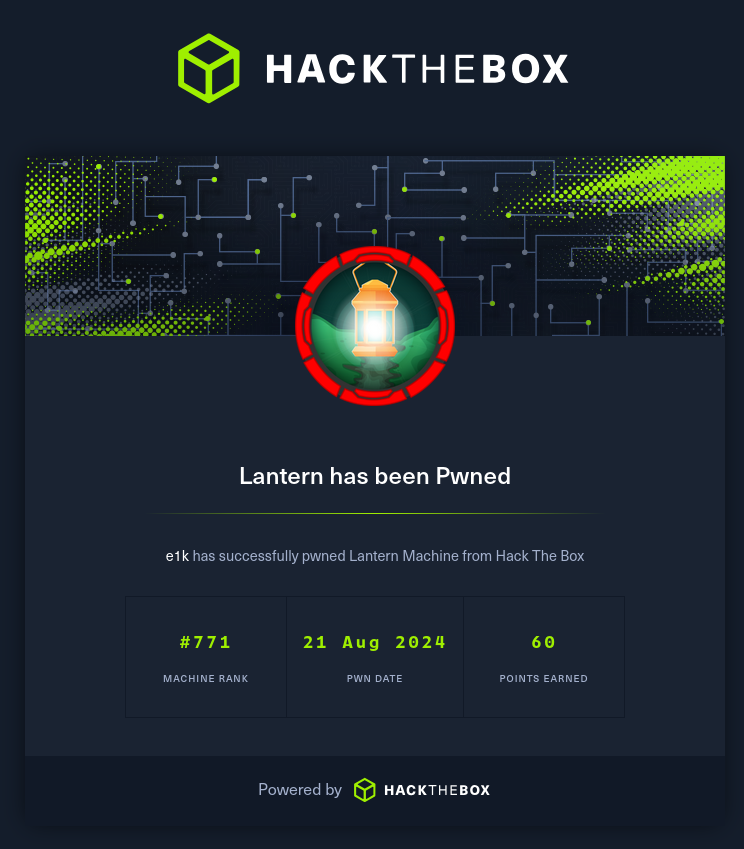 HACKTHEBOX
Lantern has been Pwned
e1k has successfully pwned Lantern Machine from Hack The Box
#771 21 Aug 2024 60
MACHINE RANK PWN DATE POINTS EARNED
Powered by HACKTHEBOX